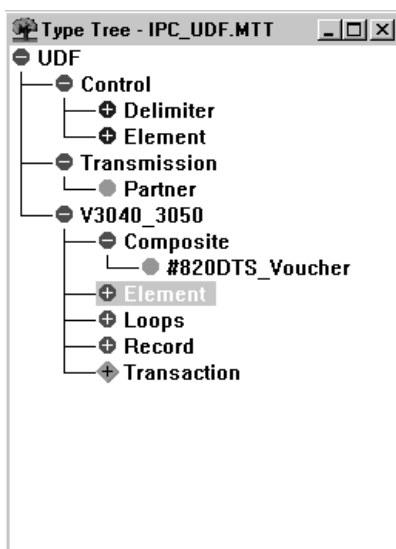 Type Tree - IPC_UDF.MTT
UDF
Control
Delimiter
Element
Transmission
Partner
V3040_3050
Composite
#820DTS_Voucher
Element
Loops
Record
Transaction